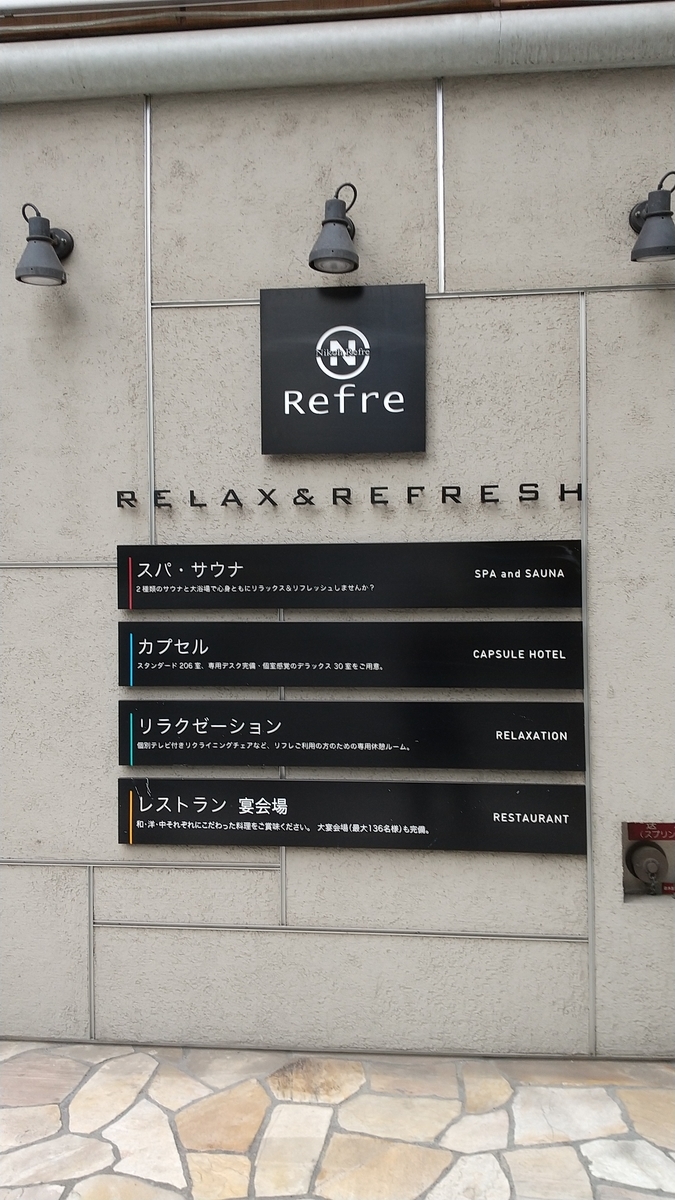 N
Nikoh Refre
Refre
RELAX&REFRESH
スパ・サウナ
SPA and SAUNA
2種類のサウナと大浴場で心身ともにリラックス＆リフレッシュしませんか？
カプセル
CAPSULE HOTEL
スタンダード 206 室、専用デスク完備・個室感覚のデラックス 30 室をご用意。
リラクゼーション
RELAXATION
個別テレビ付きリクライニングチェアなど、リフレご利用の方のための専用休憩ルーム。
レストラン 宴会場
RESTAURANT
和・洋・中それぞれにこだわった料理をご賞味ください。 大宴会場（最大136名様）も完備。
送
（スプリン